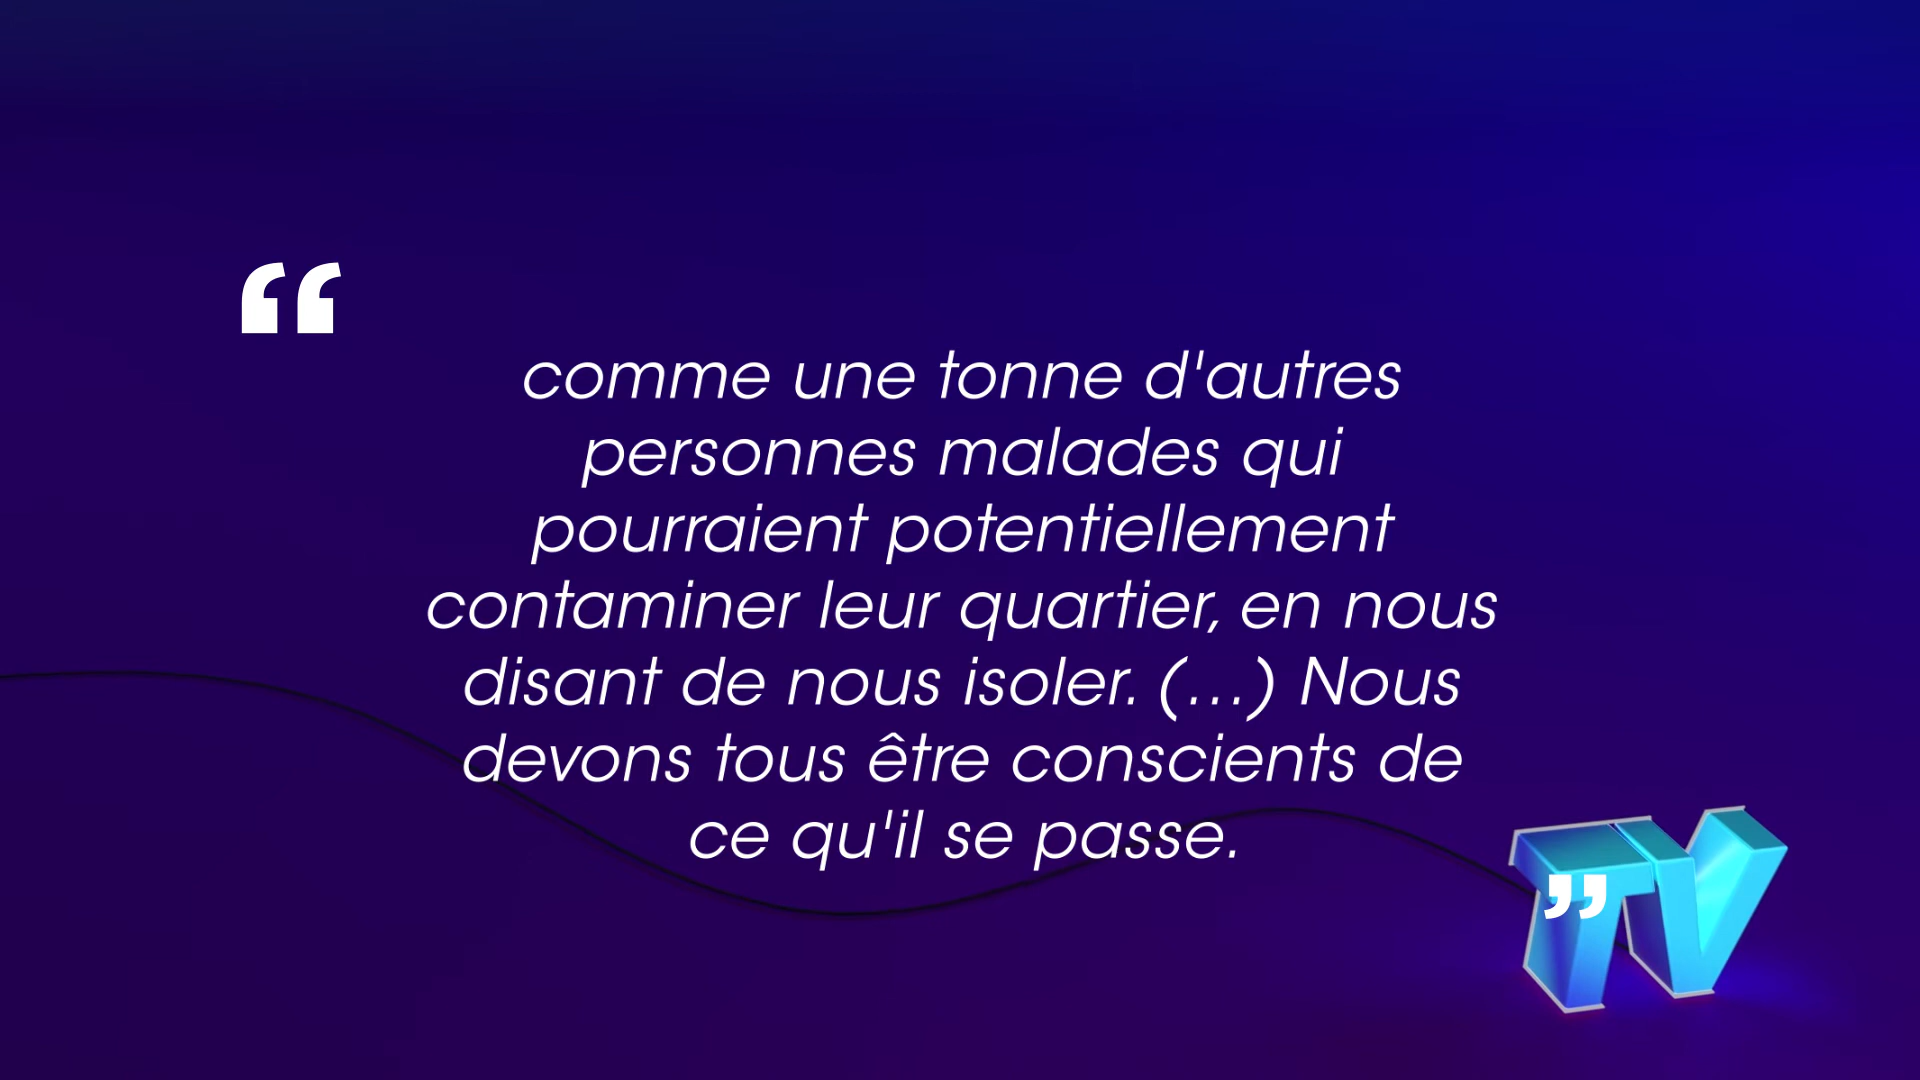 “
comme une tonne d'autres
personnes malades qui
pourraient potentiellement
contaminer leur quartier, en nous
disant de nous isoler. (...) Nous
devons tous être conscients de
ce qu'il se passe.
”
TV